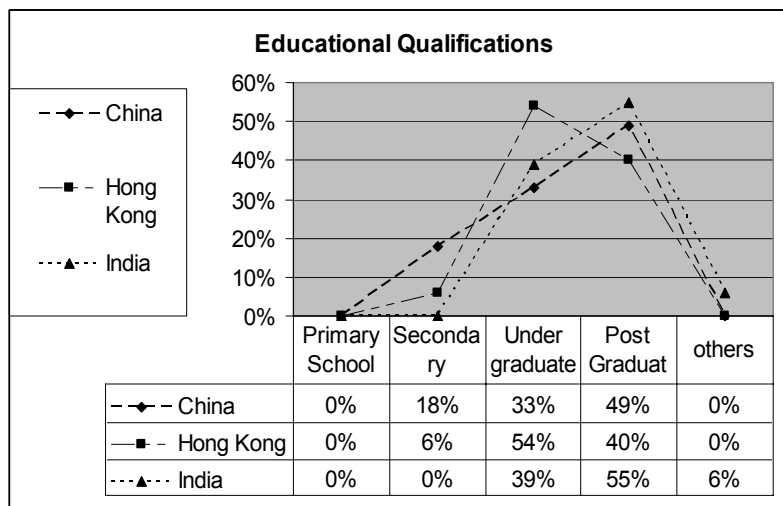 Educational Qualifications
China
Hong
Kong
India
60%
50%
40%
30%
20%
10%
0%
Primary School Seconda ry Under graduate Post Graduat others
China 0% 18% 33% 49% 0%
Hong Kong 0% 6% 54% 40% 0%
India 0% 0% 39% 55% 6%